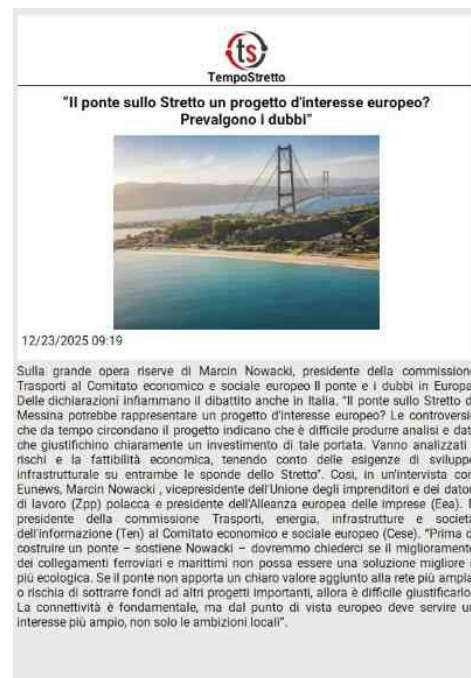 ts
TempoStretto
“Il ponte sullo Stretto un progetto d'interesse europeo?
Prevalgono i dubbi”
12/23/2025 09:19
Sulla grande opera riserve di Marcin Nowacki, presidente della commission
Trasporti al Comitato economico e sociale europeo Il ponte e i dubbi in Europa
Delle dichiarazioni infiammano il dibattito anche in Italia. “Il ponte sullo Stretto d
Messina potrebbe rappresentare un progetto d'interesse europeo? Le controversi
che da tempo circondano il progetto indicano che è difficile produrre analisi e dat
che giustifichino chiaramente un investimento di tale portata. Vanno analizzati
rischi e la fattibilità economica, tenendo conto delle esigenze di svilupp
infrastrutturale su entrambe le sponde dello Stretto”. Così, in un'intervista con
Eunews, Marcin Nowacki , vicepresidente dell'Unione degli imprenditori e dei dator
di lavoro (Zpp) polacca e presidente dell'Alleanza europea delle imprese (Eea). E
presidente della commissione Trasporti, energia, infrastrutture e societ
dell'informazione (Ten) al Comitato economico e sociale europeo (Cese). “Prima d
costruire un ponte – sostiene Nowacki – dovremmo chiederci se il miglioramento
dei collegamenti ferroviari e marittimi non possa essere una soluzione migliore
più ecologica. Se il ponte non apporta un chiaro valore aggiunto alla rete più ampia
o rischia di sottrarre fondi ad altri progetti importanti, allora è difficile giustificarlo
La connettività è fondamentale, ma dal punto di vista europeo deve servire un
interesse più ampio, non solo le ambizioni locali”.